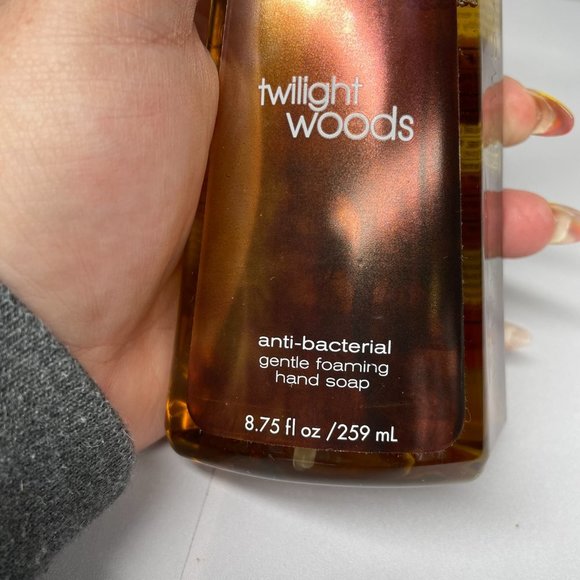 twilight
woods
anti-bacterial
gentle foaming
hand soap
8.75 fl oz /259 mL